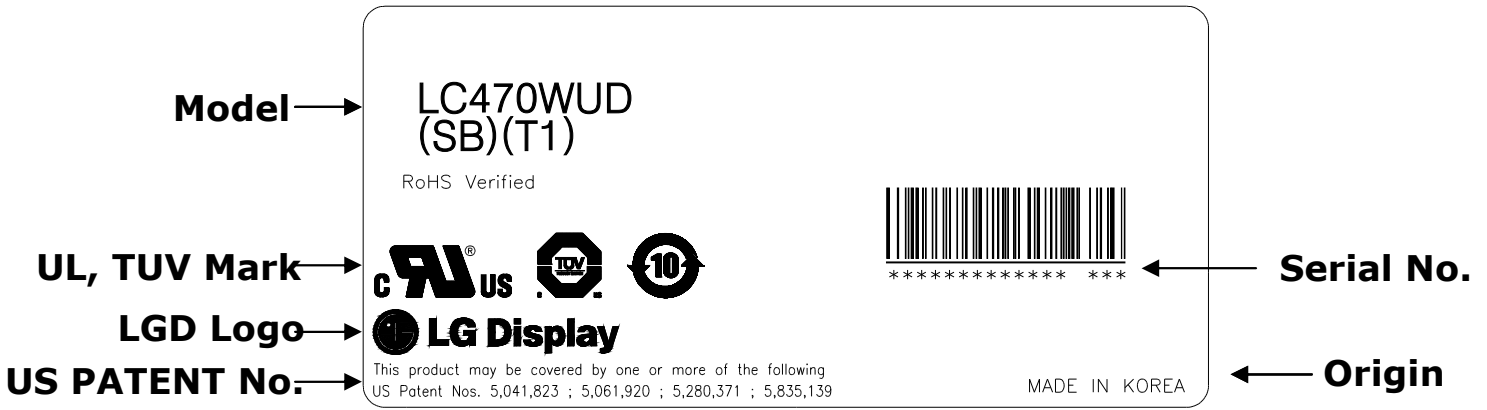 Model
LC470WUD
(SB)(T1)
RoHS Verified
UL, TUV Mark
C RU ® US
TÜV
10
************* ***
Serial No.
LGD Logo
LG Display
US PATENT No.
This product may be covered by one or more of the following
US Patent Nos. 5,041,823 ; 5,061,920 ; 5,280,371 ; 5,835,139
MADE IN KOREA
Origin